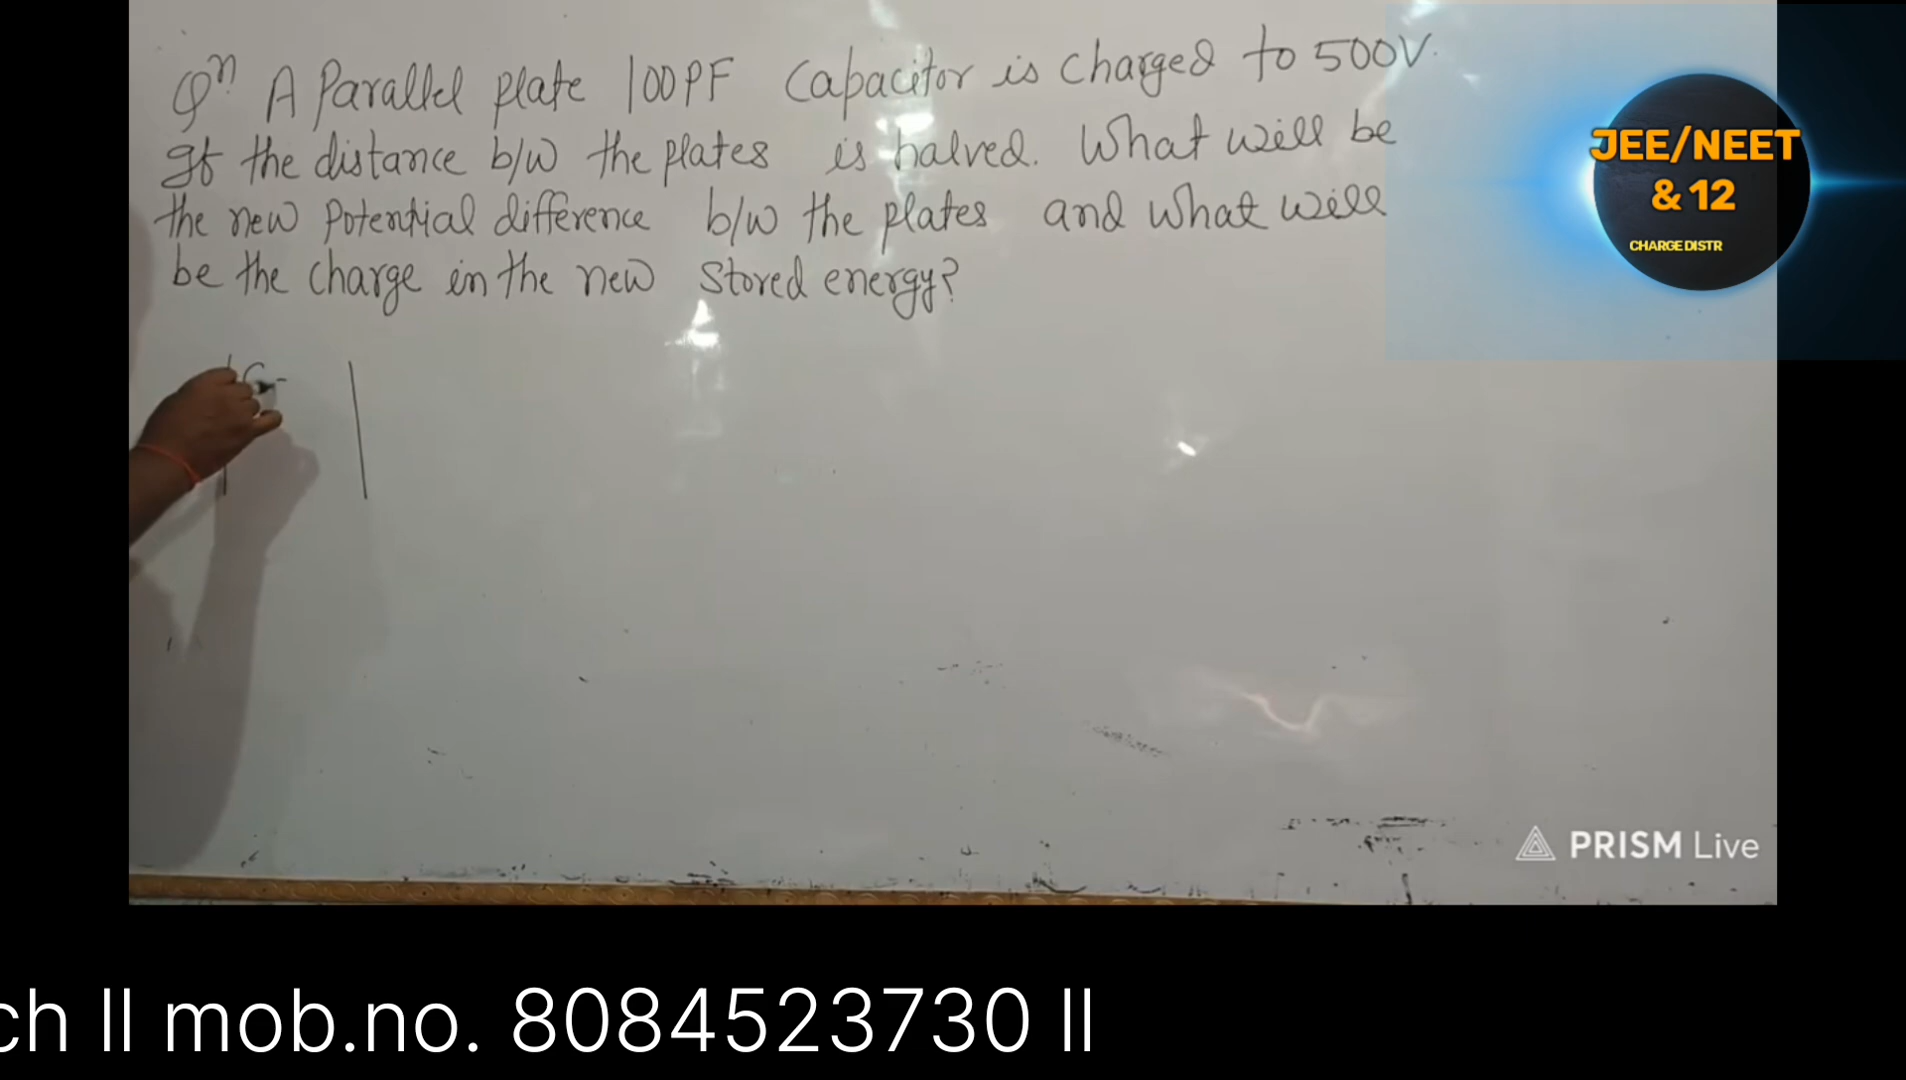 Qn A Parallel plate 100PF Capacitor is charged to 500V.
If the distance b/w the plates is halved. What will be
the new Potential difference b/w the plates and what will
be the charge in the new Stored energy?
C-
JEE/NEET
& 12
CHARGE DISTR
PRISM Live
ch ll mob.no. 8084523730 ll